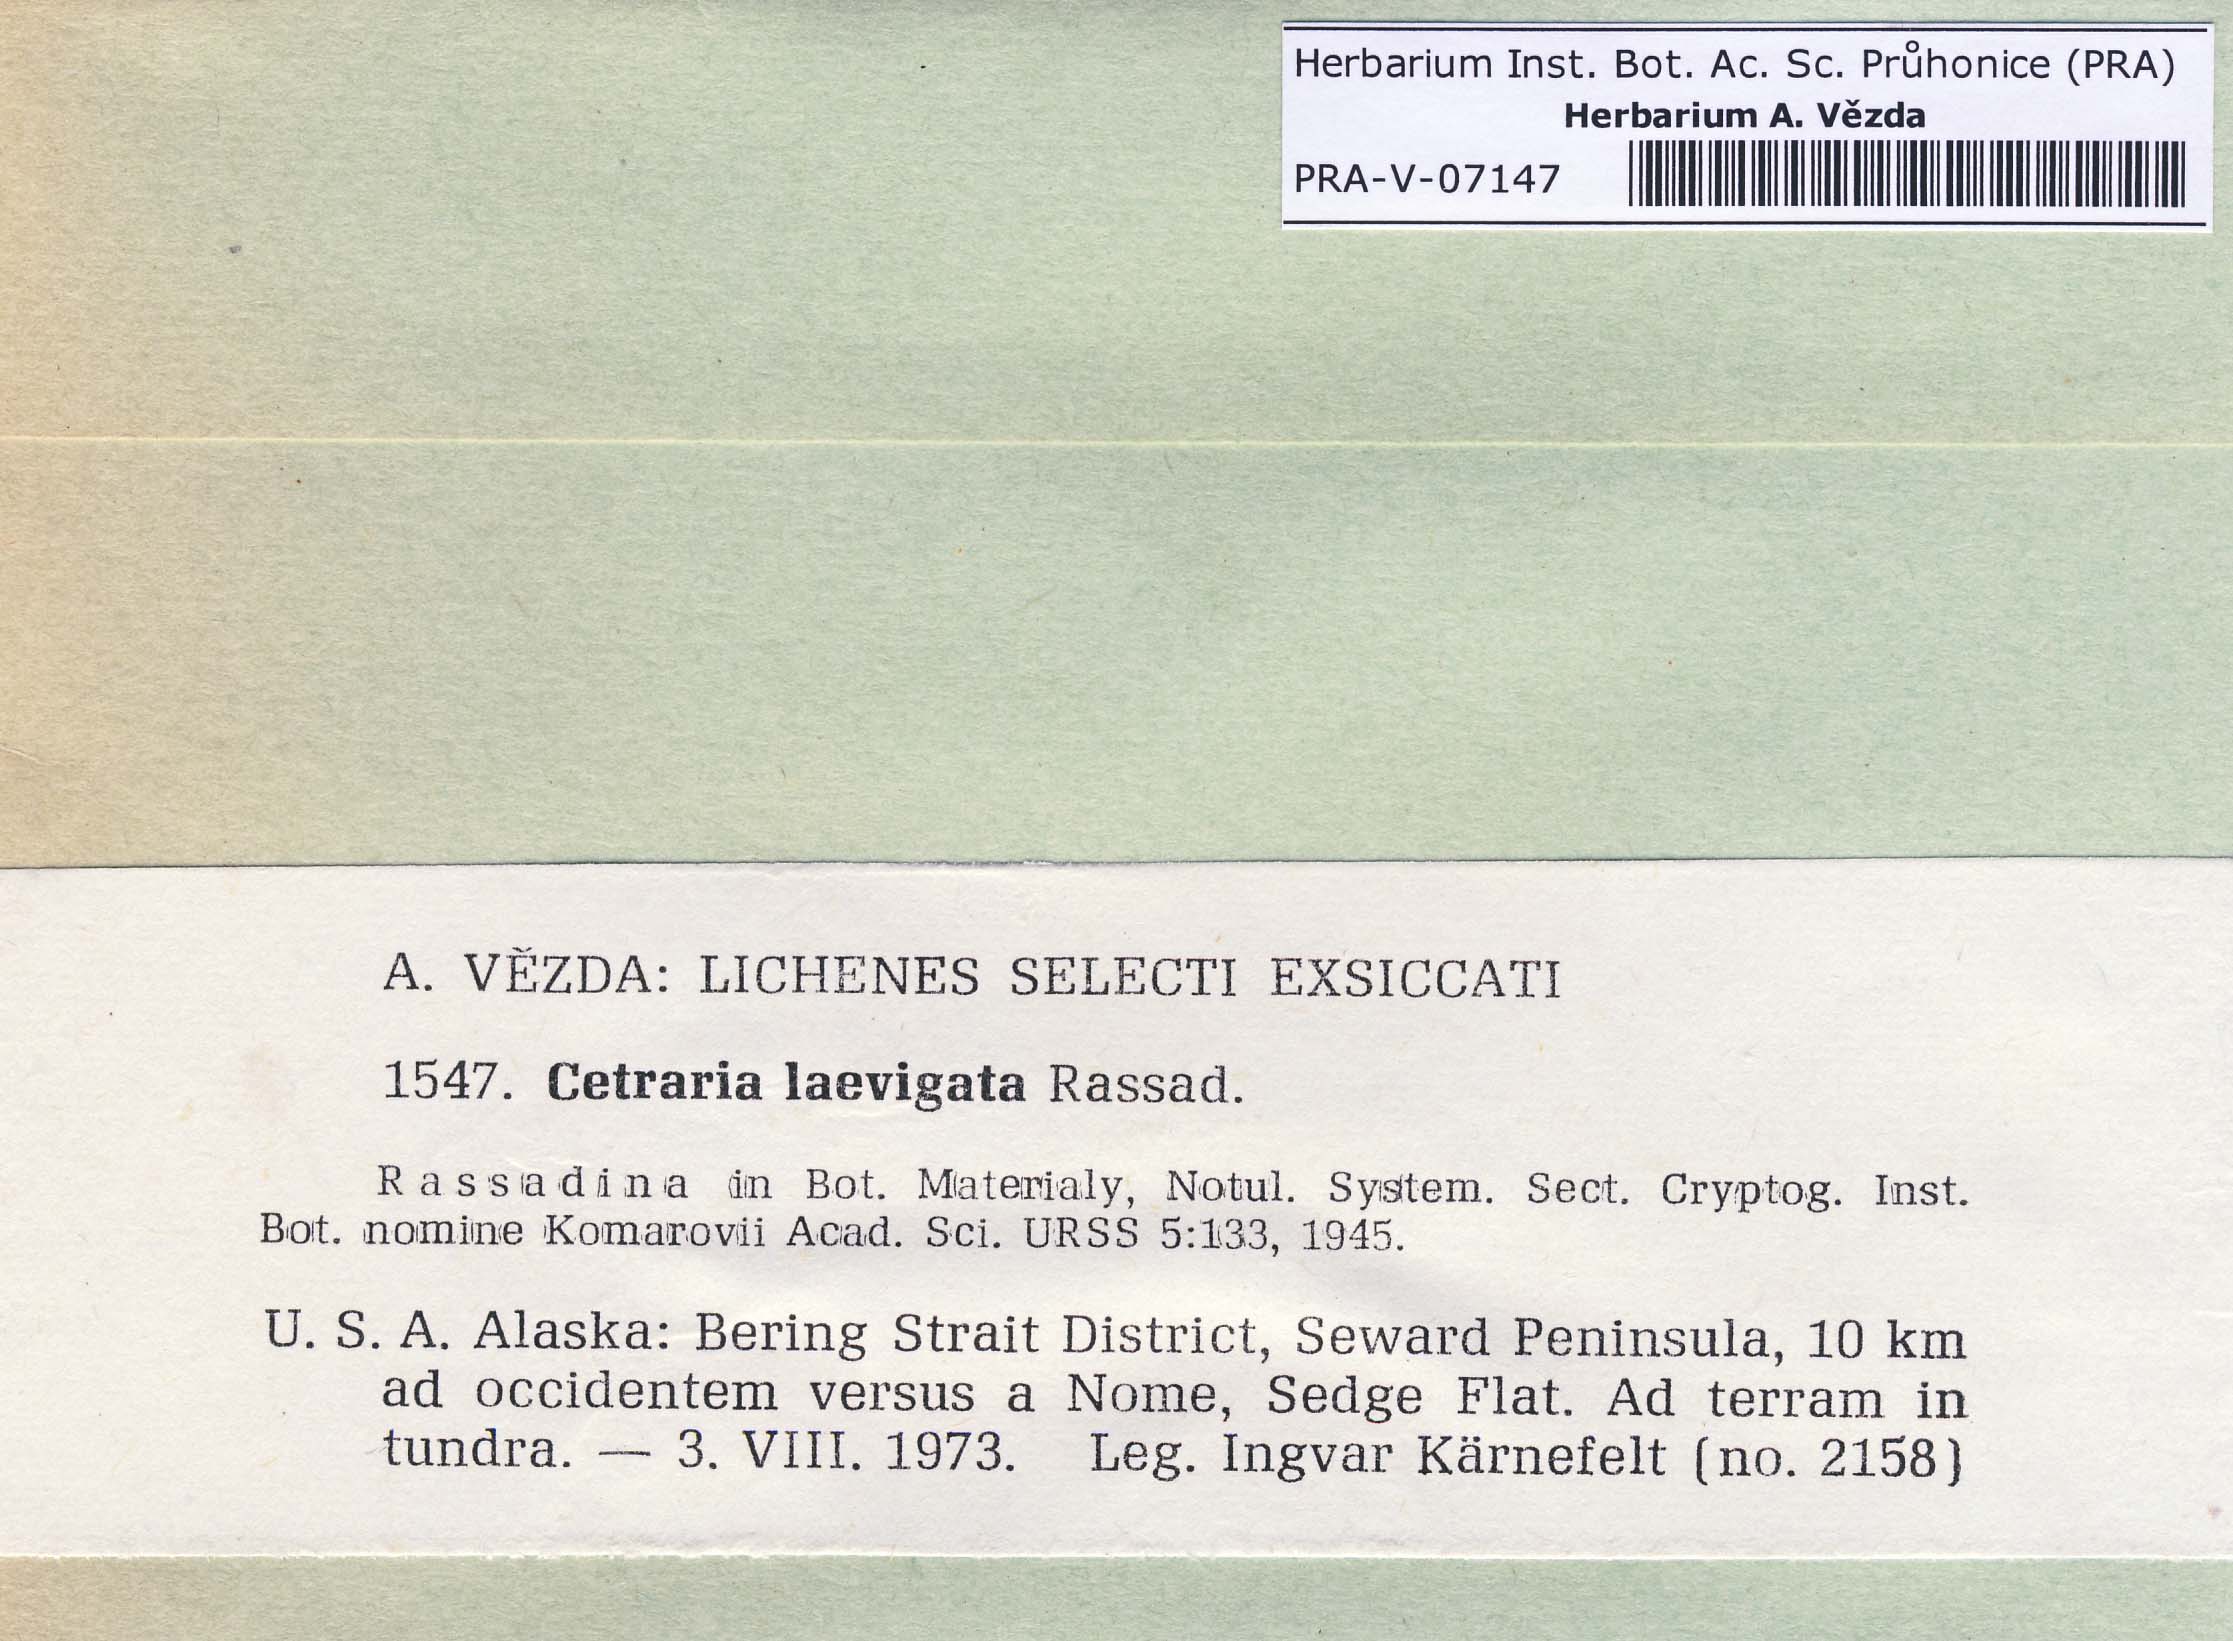 Herbarium Inst. Bot. Ac. Sc. Průhonice (PRA)
Herbarium A. Vězda
PRA-V-07147
A. VĚZDA: LICHENES SELECTI EXSICCATI
1547. Cetraria laevigata Rassad.
Rassadina in Bot. Materialy, Notul. System. Sect. Cryptog. Inst.
Bot. nomine Komarovii Acad. Sci. URSS 5:133, 1945.
U. S. A. Alaska: Bering Strait District, Seward Peninsula, 10 km
ad occidentem versus a Nome, Sedge Flat. Ad terram in
tundra. — 3. VIII. 1973. Leg. Ingvar Kärnefelt (no. 2158)